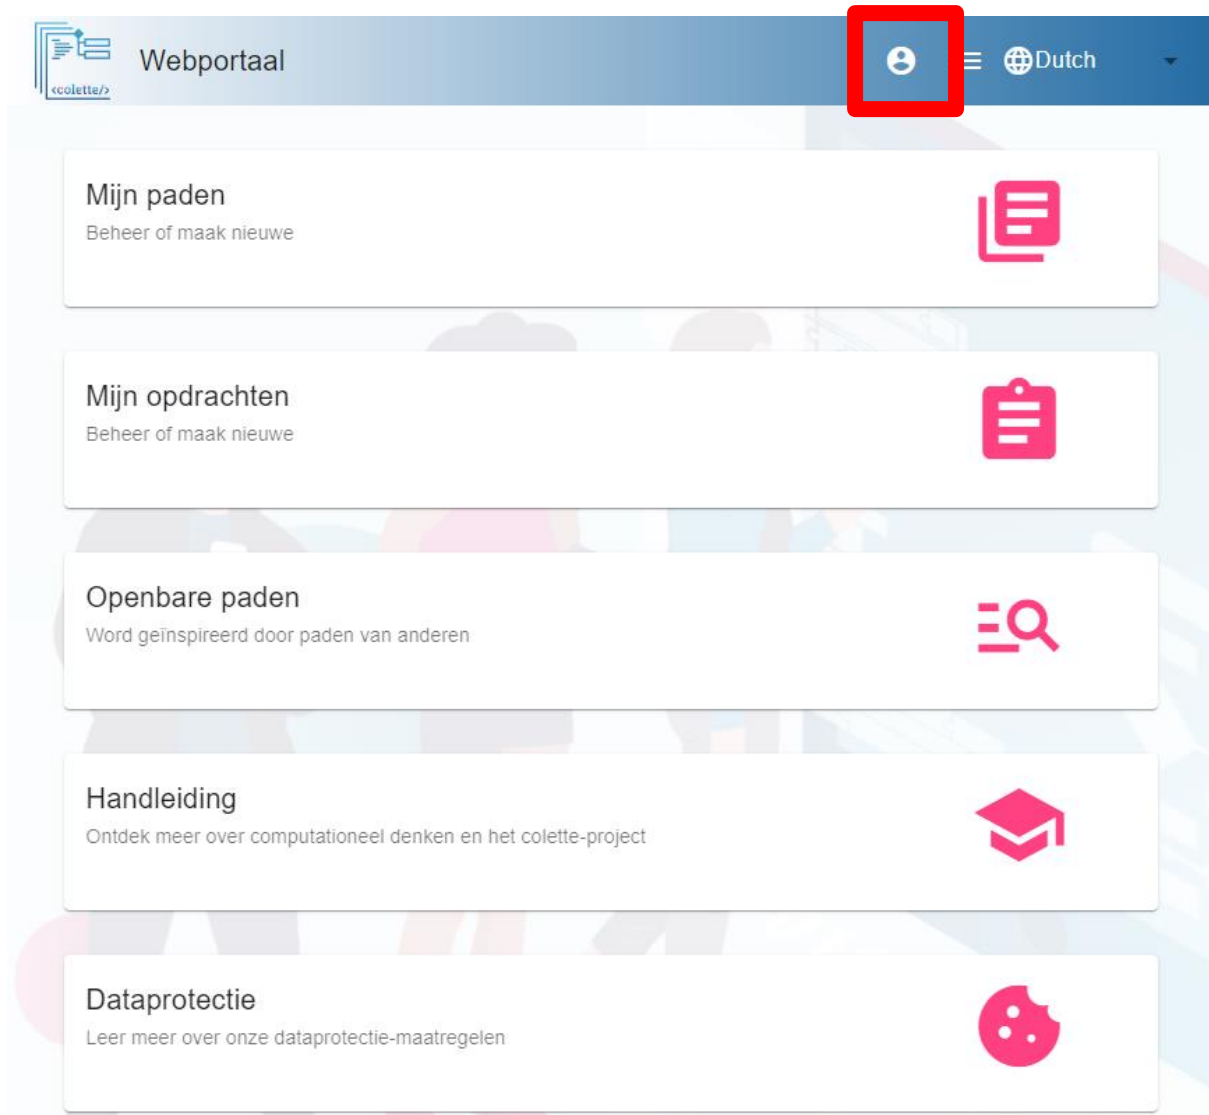 <colette/>
Webportaal
Dutch
Mijn paden
Beheer of maak nieuwe
Mijn opdrachten
Beheer of maak nieuwe
Openbare paden
Word geïnspireerd door paden van anderen
Handleiding
Ontdek meer over computationeel denken en het colette-project
Dataprotectie
Leer meer over onze dataprotectie-maatregelen